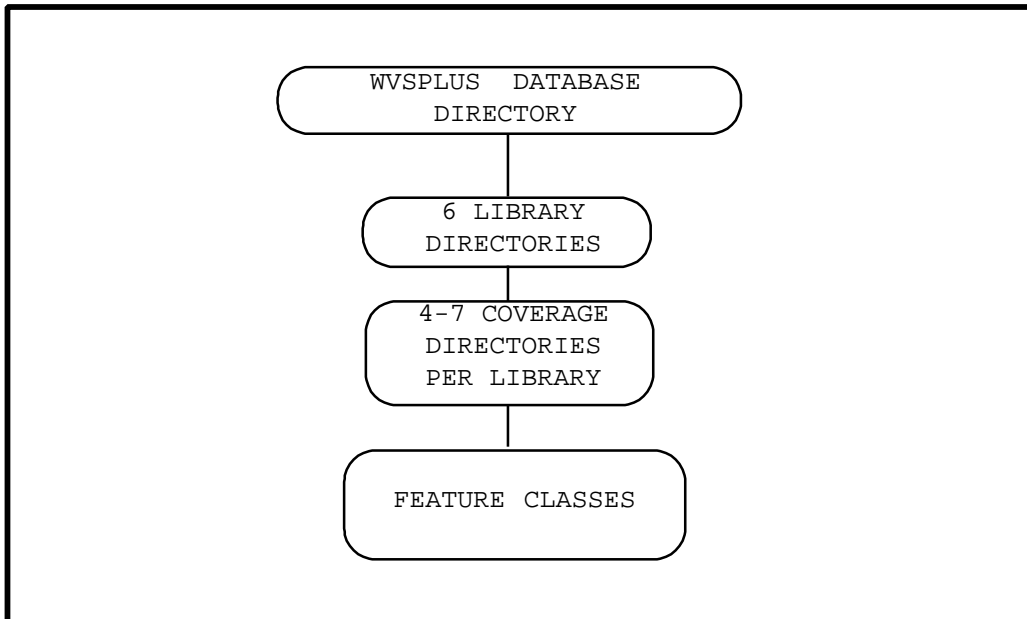 WVSPLUS DATABASE
DIRECTORY
6 LIBRARY
DIRECTORIES
4-7 COVERAGE
DIRECTORIES
PER LIBRARY
FEATURE CLASSES